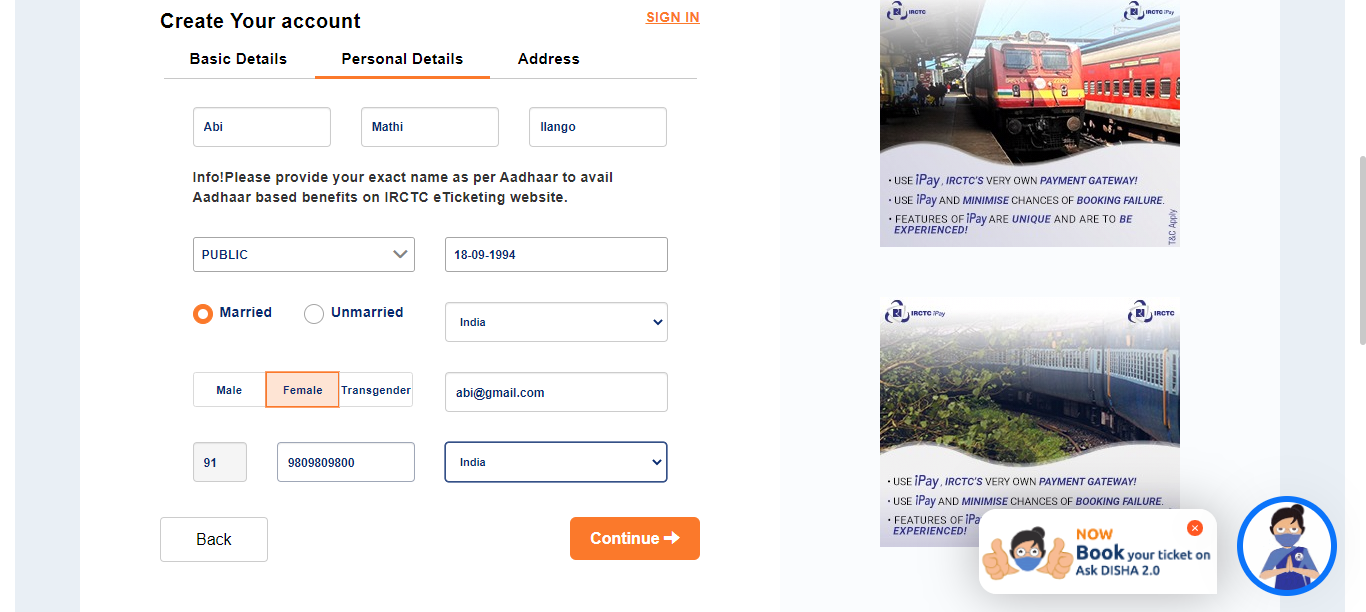 Create Your account
SIGN IN
Basic Details
Personal Details
Address
Abi
Mathi
Ilango
Info!Please provide your exact name as per Aadhaar to avail
Aadhaar based benefits on IRCTC eTicketing website.
PUBLIC
18-09-1994
Married
Unmarried
India
Male
Female
Transgender
abi@gmail.com
91
9809809800
India
Back
Continue
IRCTC
IRCTC iPay
• USE iPay, IRCTC'S VERY OWN PAYMENT GATEWAY!
• USE iPay AND MINIMISE CHANCES OF BOOKING FAILURE.
• FEATURES OF iPay ARE UNIQUE AND ARE TO BE
EXPERIENCED!
T&C Apply
IRCTC iPay
IRCTC
• USE iPay, IRCTC'S VERY OWN PAYMENT GATEWAY!
• USE iPay AND MINIMISE CHANCES OF BOOKING FAILURE.
• FEATURES OF iPa
EXPERIENCED!
NOW
Book your ticket on
Ask DISHA 2.0